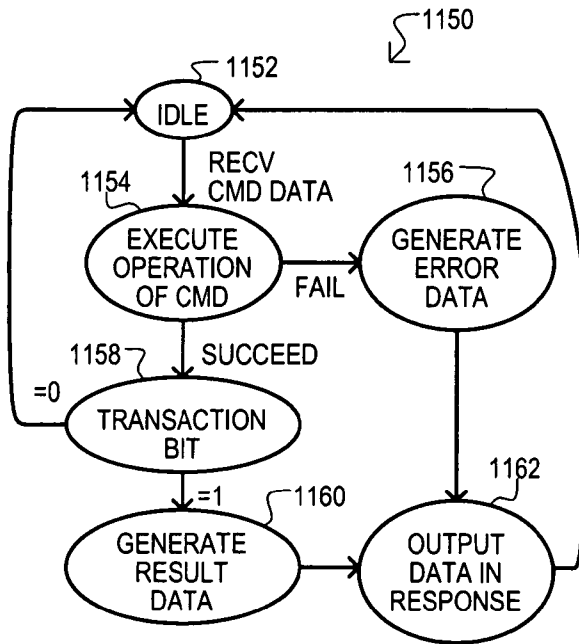 1150
1152
IDLE
RECV
CMD DATA
1154
EXECUTE
OPERATION
OF CMD
FAIL
1156
GENERATE
ERROR
DATA
SUCCEED
1158
=0
TRANSACTION
BIT
=1
1160
GENERATE
RESULT
DATA
1162
OUTPUT
DATA IN
RESPONSE